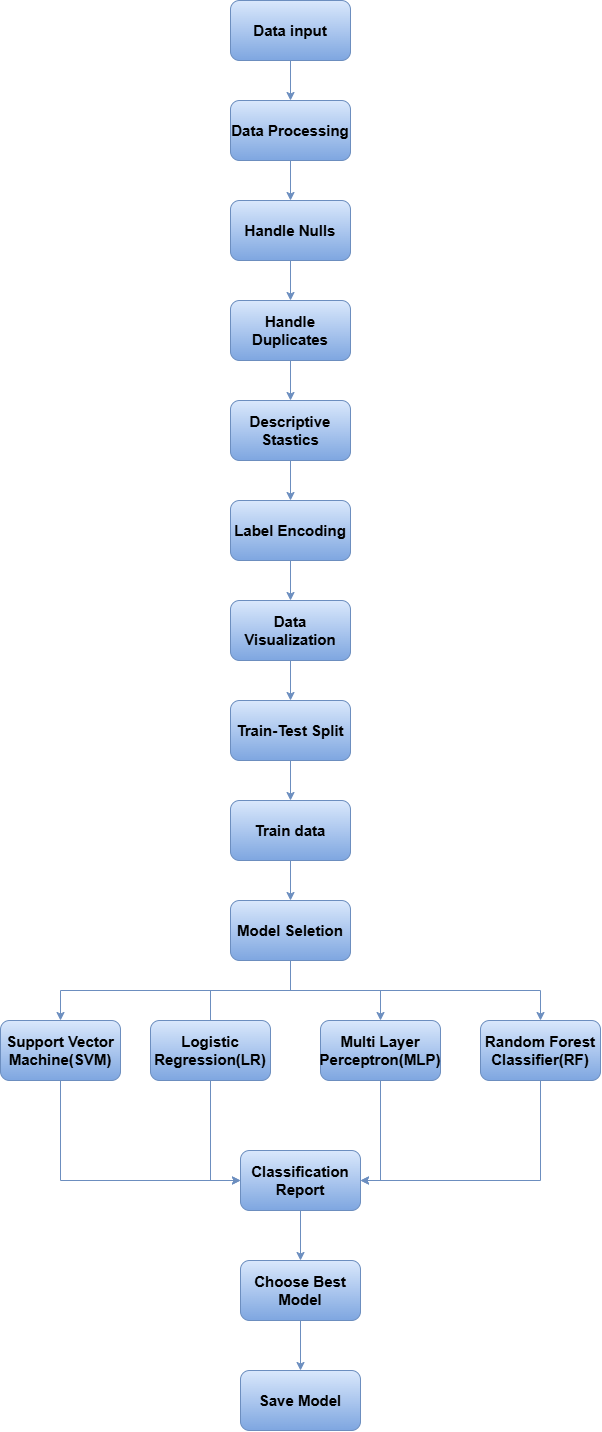 Data input
Data Processing
Handle Nulls
Handle
Duplicates
Descriptive
Stastics
Label Encoding
Data
Visualization
Train-Test Split
Train data
Model Seletion
Support Vector
Machine(SVM)
Logistic
Regression(LR)
Multi Layer
Perceptron(MLP)
Random Forest
Classifier(RF)
Classification
Report
Choose Best
Model
Save Model